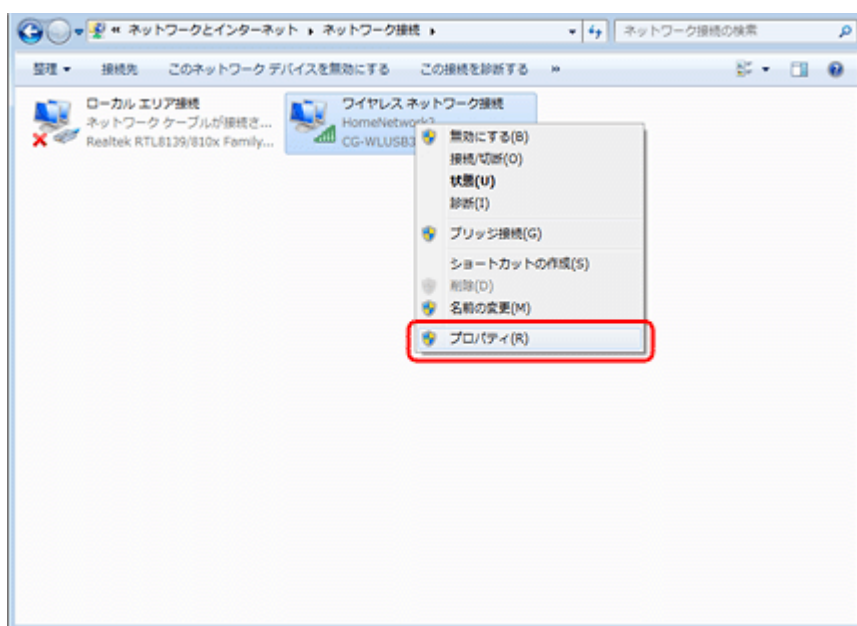 « ネットワークとインターネット ▸ ネットワーク接続 ▸
ネットワーク接続の検索
整理 接続先 このネットワーク デバイスを無効にする この接続を診断する »
ローカル エリア接続
ネットワーク ケーブルが接続さ...
Realtek RTL8139/810x Family...
ワイヤレス ネットワーク接続
HomeNetwork2
CG-WLUSB3
無効にする(B)
接続/切断(O)
状態(U)
診断(I)
ブリッジ接続(G)
ショートカットの作成(S)
削除(D)
名前の変更(M)
プロパティ(R)